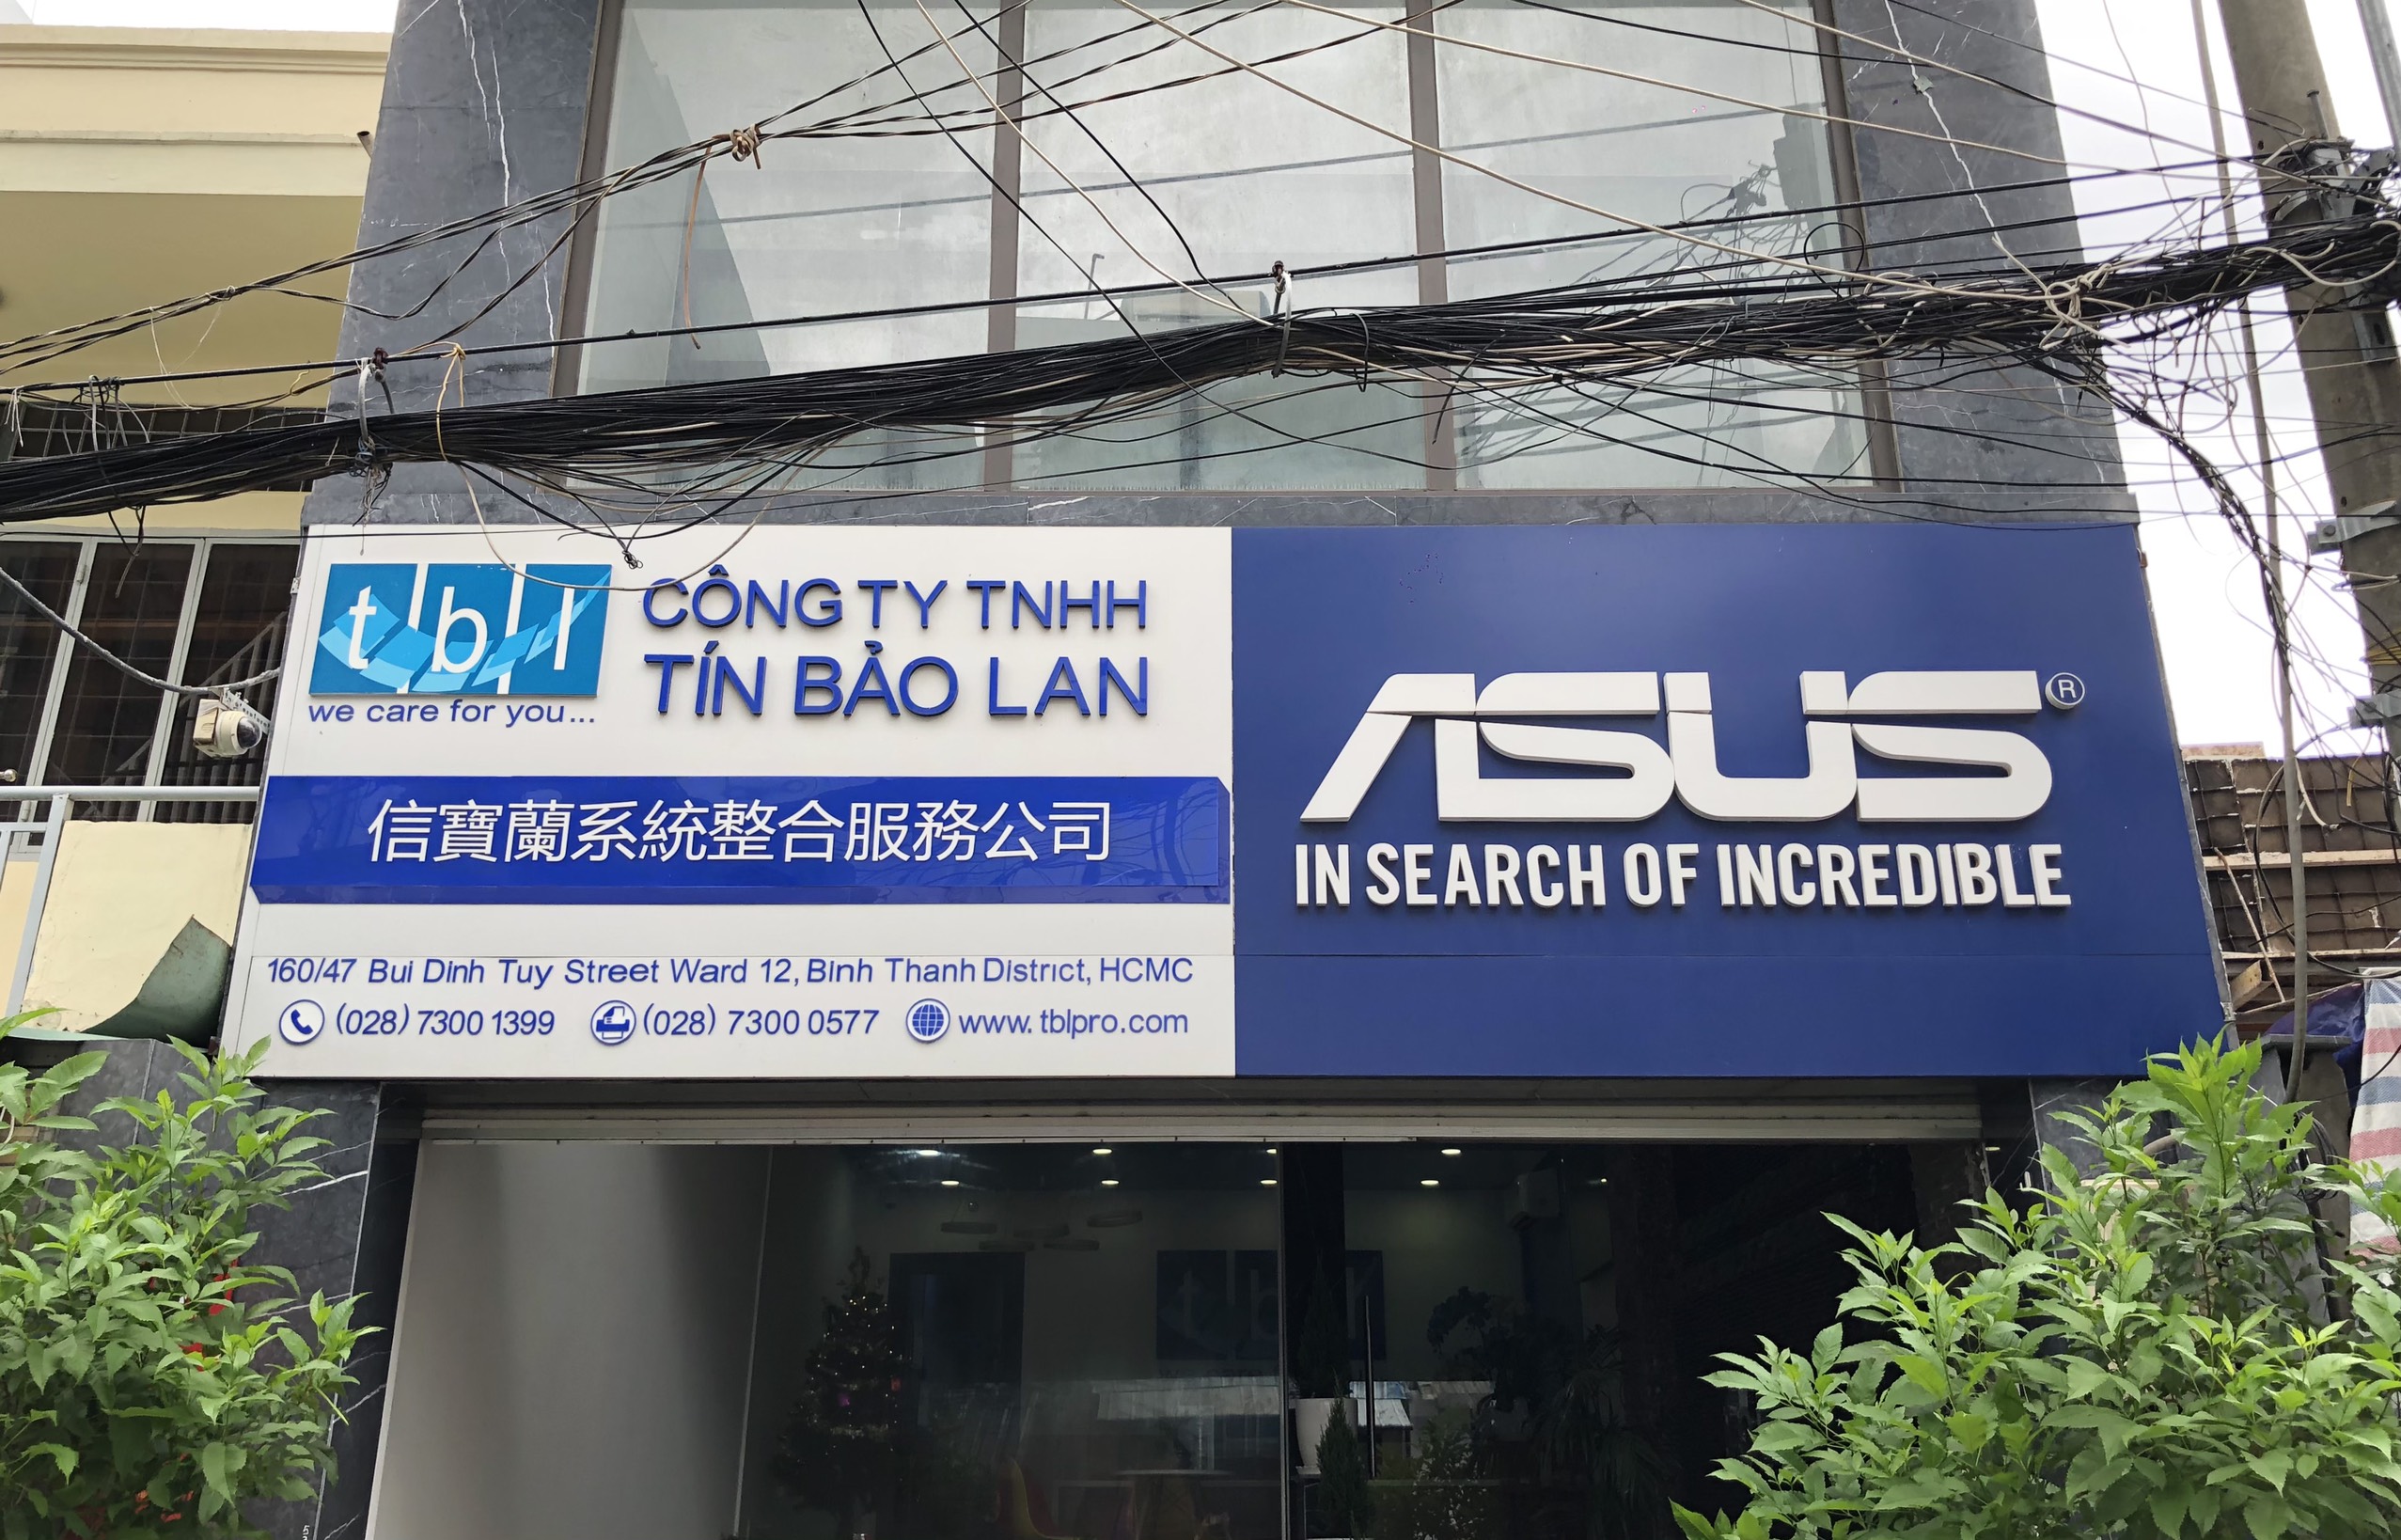 tbl
we care for you...
CÔNG TY TNHH
TÍN BẢO LAN
信寶蘭系統整合服務公司
160/47 Bui Dinh Tuy Street Ward 12, Binh Thanh District, HCMC
(028) 7300 1399 (028) 7300 0577 www.tblpro.com
ASUS®
IN SEARCH OF INCREDIBLE
tbl